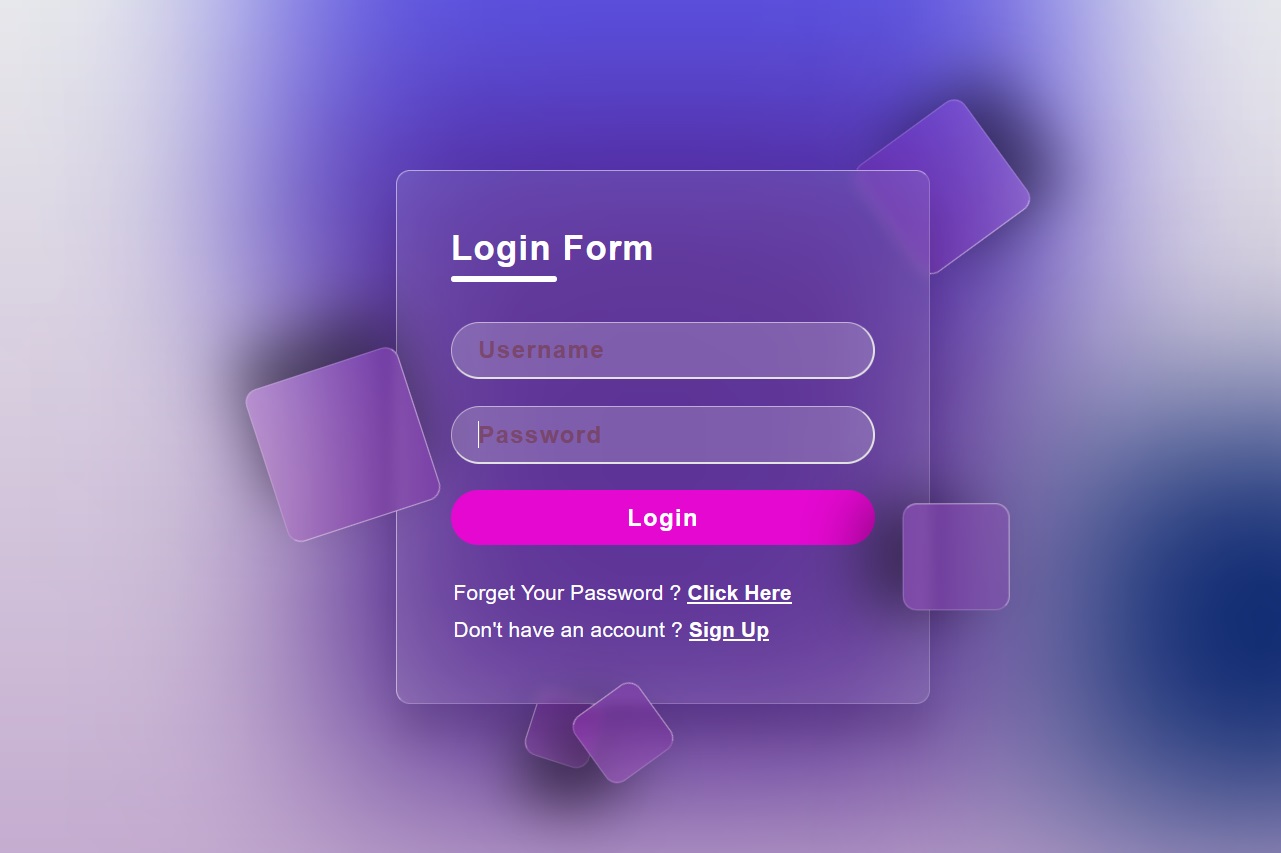 Login Form
Username
Password
Login
Forget Your Password ? Click Here
Don't have an account ? Sign Up